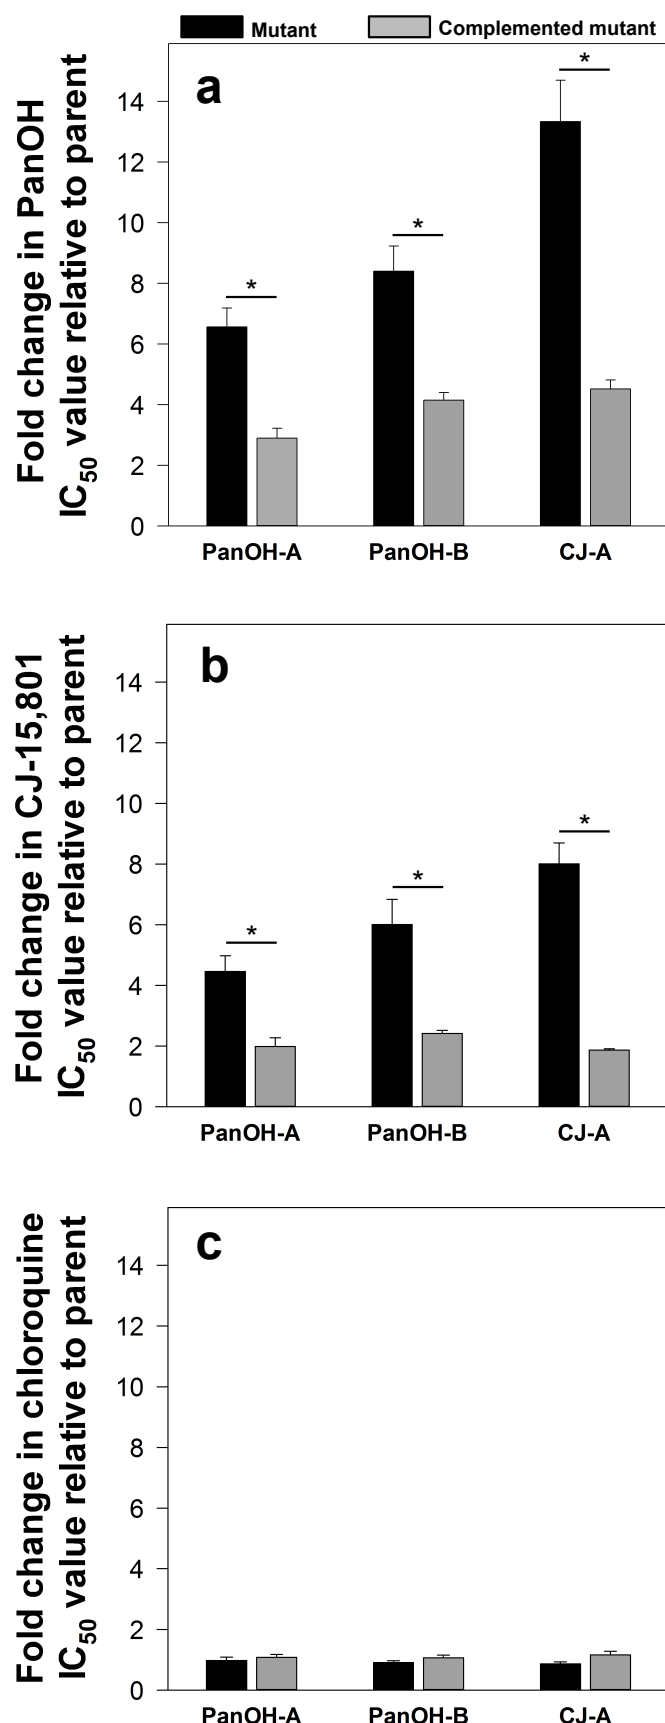 Mutant
Complemented mutant
a
Fold change in PanOH
IC50 value relative to parent
14
12
10
8
6
4
2
0
*
*
*
PanOH-A
PanOH-B
CJ-A
b
Fold change in CJ-15,801
IC50 value relative to parent
14
12
10
8
6
4
2
0
*
*
*
PanOH-A
PanOH-B
CJ-A
c
Fold change in chloroquine
IC50 value relative to parent
14
12
10
8
6
4
2
0
PanOH-A
PanOH-B
CJ-A